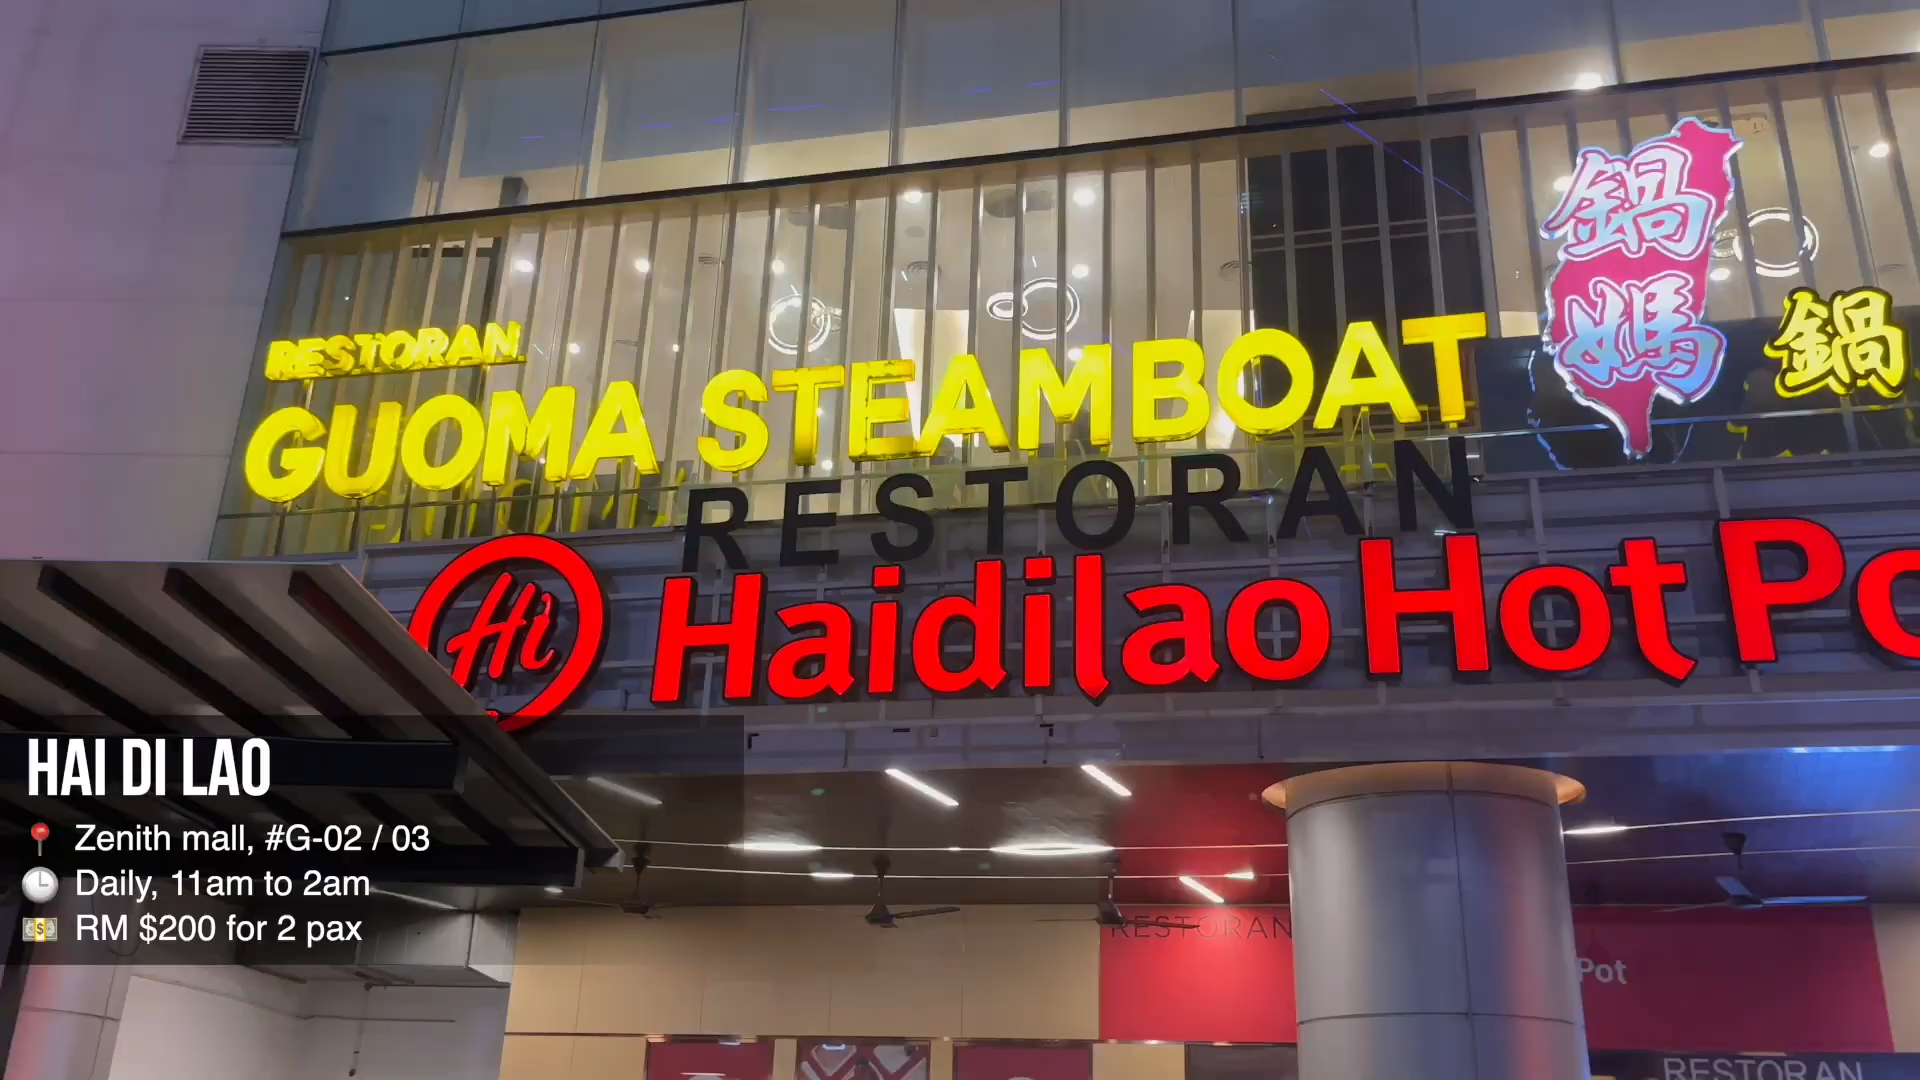 RESTORAN
GUOMA STEAMBOAT
鍋
媽
鍋
RESTORAN
Hi Haidilao Hot Po
HAI DI LAO
Zenith mall, #G-02 / 03
Daily, 11am to 2am
RM $200 for 2 pax
RESTORAN
Pot
RESTORAN